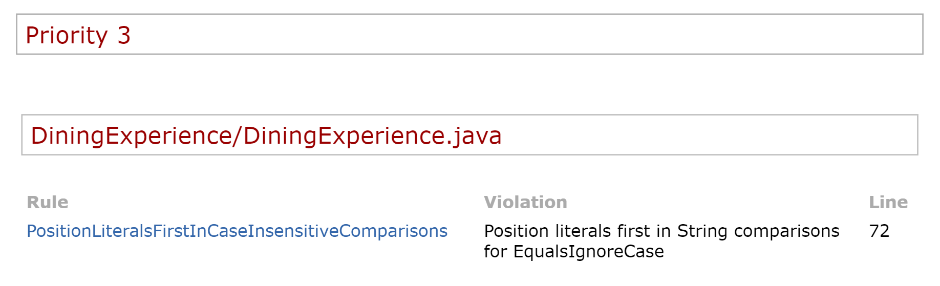 Priority 3
DiningExperience/DiningExperience.java
Rule Violation Line
PositionLiteralsFirstInCaseInsensitiveComparisons Position literals first in String comparisons 72
for EqualsIgnoreCase